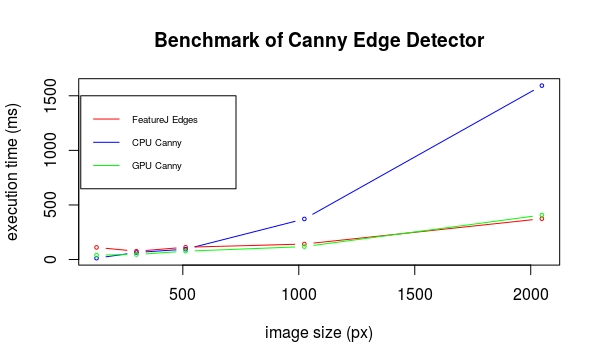 Benchmark of Canny Edge Detector
execution time (ms)
1500
1000
500
0
FeatureJ Edges
CPU Canny
GPU Canny
500
1000
1500
2000
image size (px)